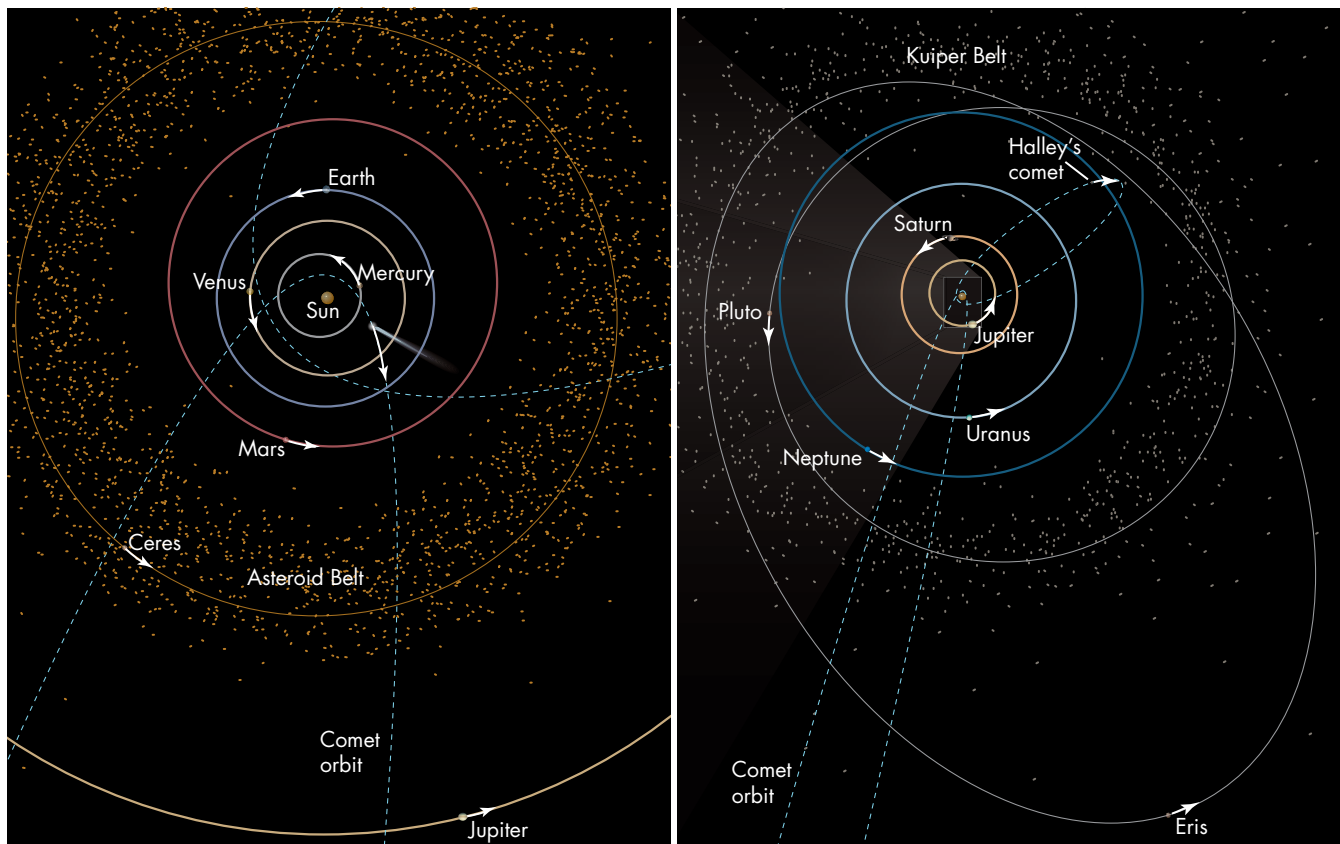 Earth
Venus
Mercury
Sun
Mars
Ceres
Asteroid Belt
Comet
orbit
Jupiter
Kuiper Belt
Halley's
comet
Saturn
Pluto
Jupiter
Uranus
Neptune
Comet
orbit
Eris